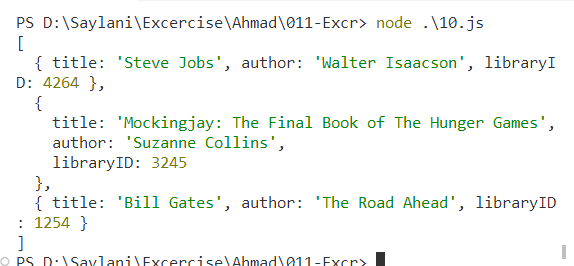 PS D:\Saylani\Excercise\Ahmad\011-Excr> node .\10.js
[
  { title: 'Steve Jobs', author: 'Walter Isaacson', libraryI
D: 4264 },
  {
    title: 'Mockingjay: The Final Book of The Hunger Games',
    author: 'Suzanne Collins',
    libraryID: 3245
  },
  { title: 'Bill Gates', author: 'The Road Ahead', libraryID
: 1254 }
]
PS D:\Saylani\Excercise\Ahmad\011-Excr>